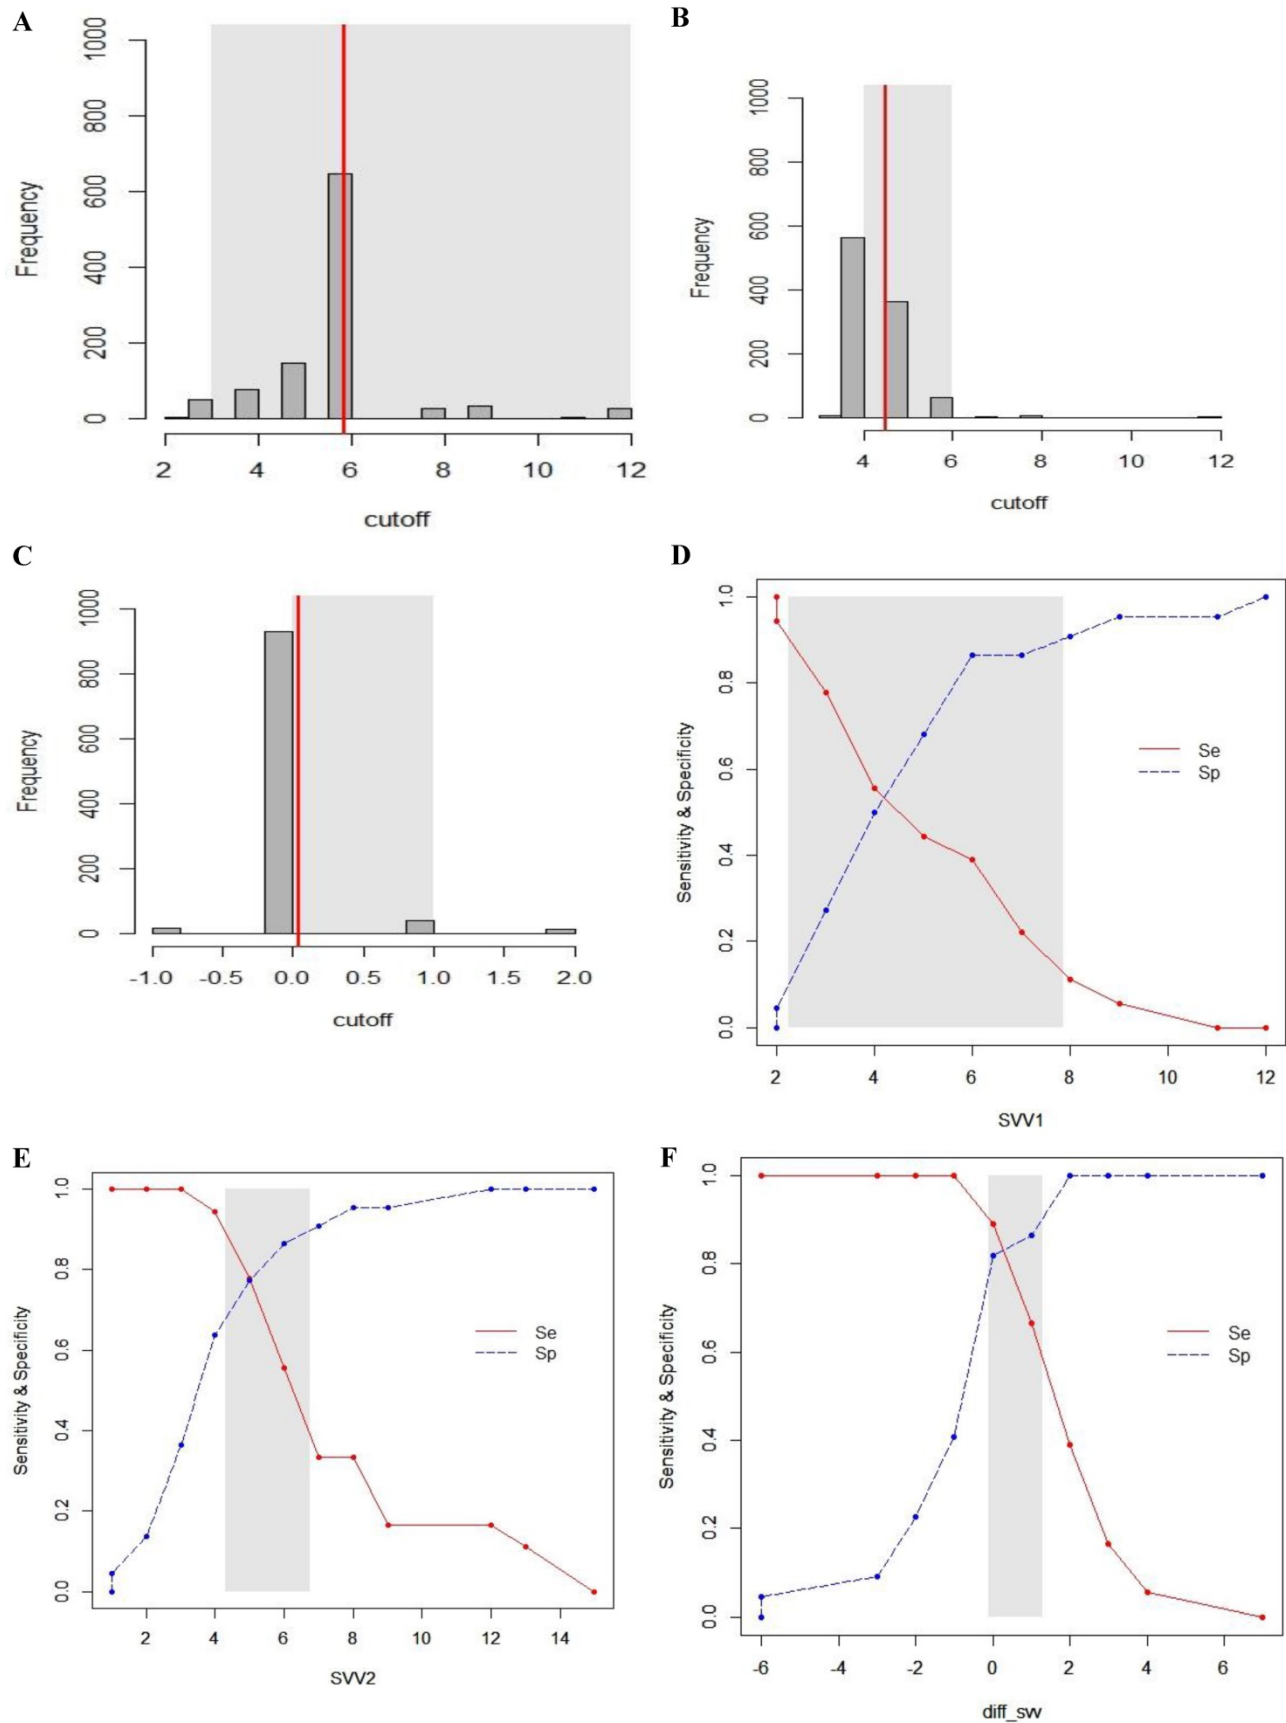 A
1000
800
600
400
200
0
Frequency
2 4 6 8 10 12
cutoff
B
1000
800
600
400
200
0
Frequency
4 6 8 10 12
cutoff
C
1000
800
600
400
200
0
Frequency
-1.0 -0.5 0.0 0.5 1.0 2.0
cutoff
D
1.0
0.8
0.6
0.4
0.2
0.0
Sensitivity & Specificity
Se
Sp
2 4 6 8 10 12
SVV1
E
1.0
0.8
0.6
0.4
0.2
0.0
Sensitivity & Specificity
Se
Sp
2 4 6 8 10 12 14
SVV2
F
1.0
0.8
0.6
0.4
0.2
0.0
Sensitivity & Specificity
Se
Sp
-6 -4 -2 0 2 4 6
diff_svv